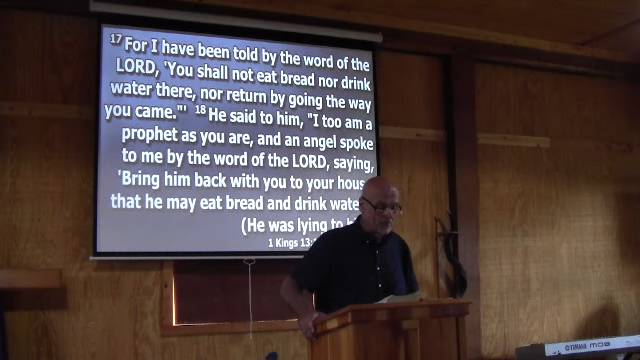 17 For I have been told by the word of the
LORD, 'You shall not eat bread nor drink
water there, nor return by going the way
you came."' 18 He said to him, "I too am a
prophet as you are, and an angel spoke
to me by the word of the LORD, saying,
'Bring him back with you to your hous
that he may eat bread and drink wate
(He was lying to
1 Kings 13:
YAMAHA